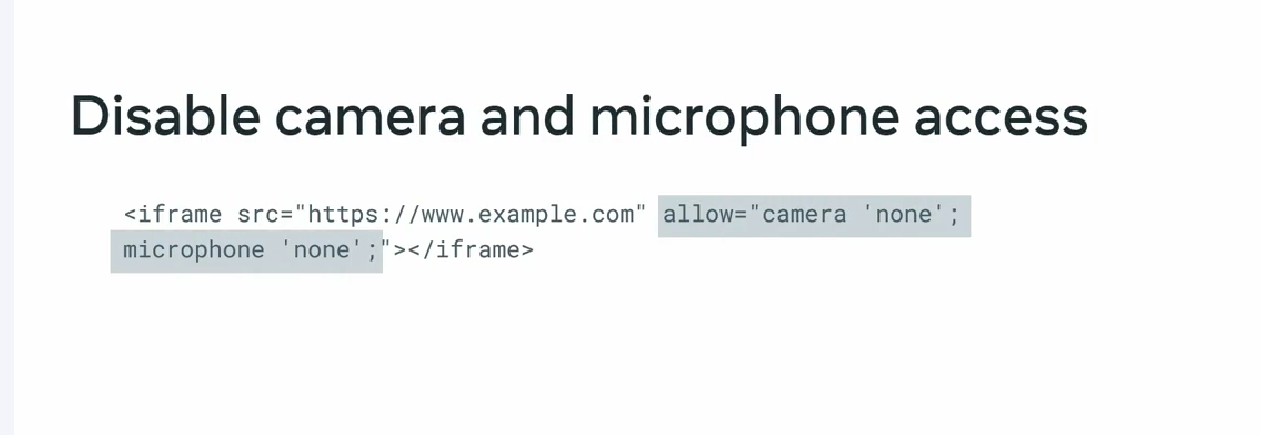 Disable camera and microphone access
<iframe src="https://www.example.com" allow="camera 'none';
microphone 'none';"></iframe>